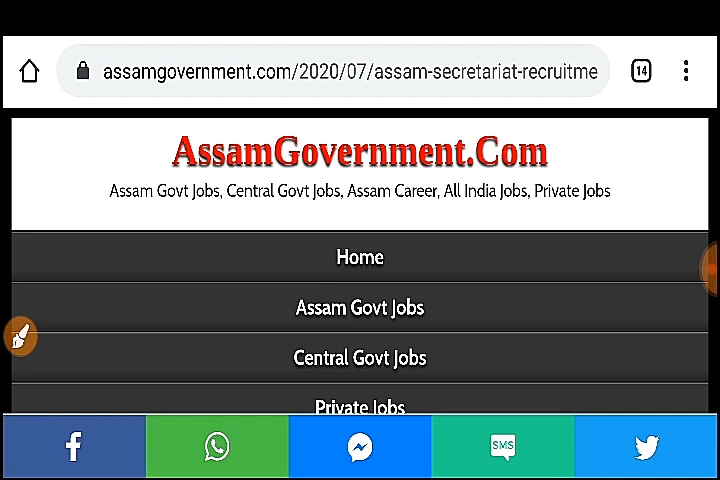 assamgovernment.com/2020/07/assam-secretariat-recruitme
14
AssamGovernment.Com
Assam Govt Jobs, Central Govt Jobs, Assam Career, All India Jobs, Private Jobs
Home
Assam Govt Jobs
Central Govt Jobs
Private Jobs
SMS